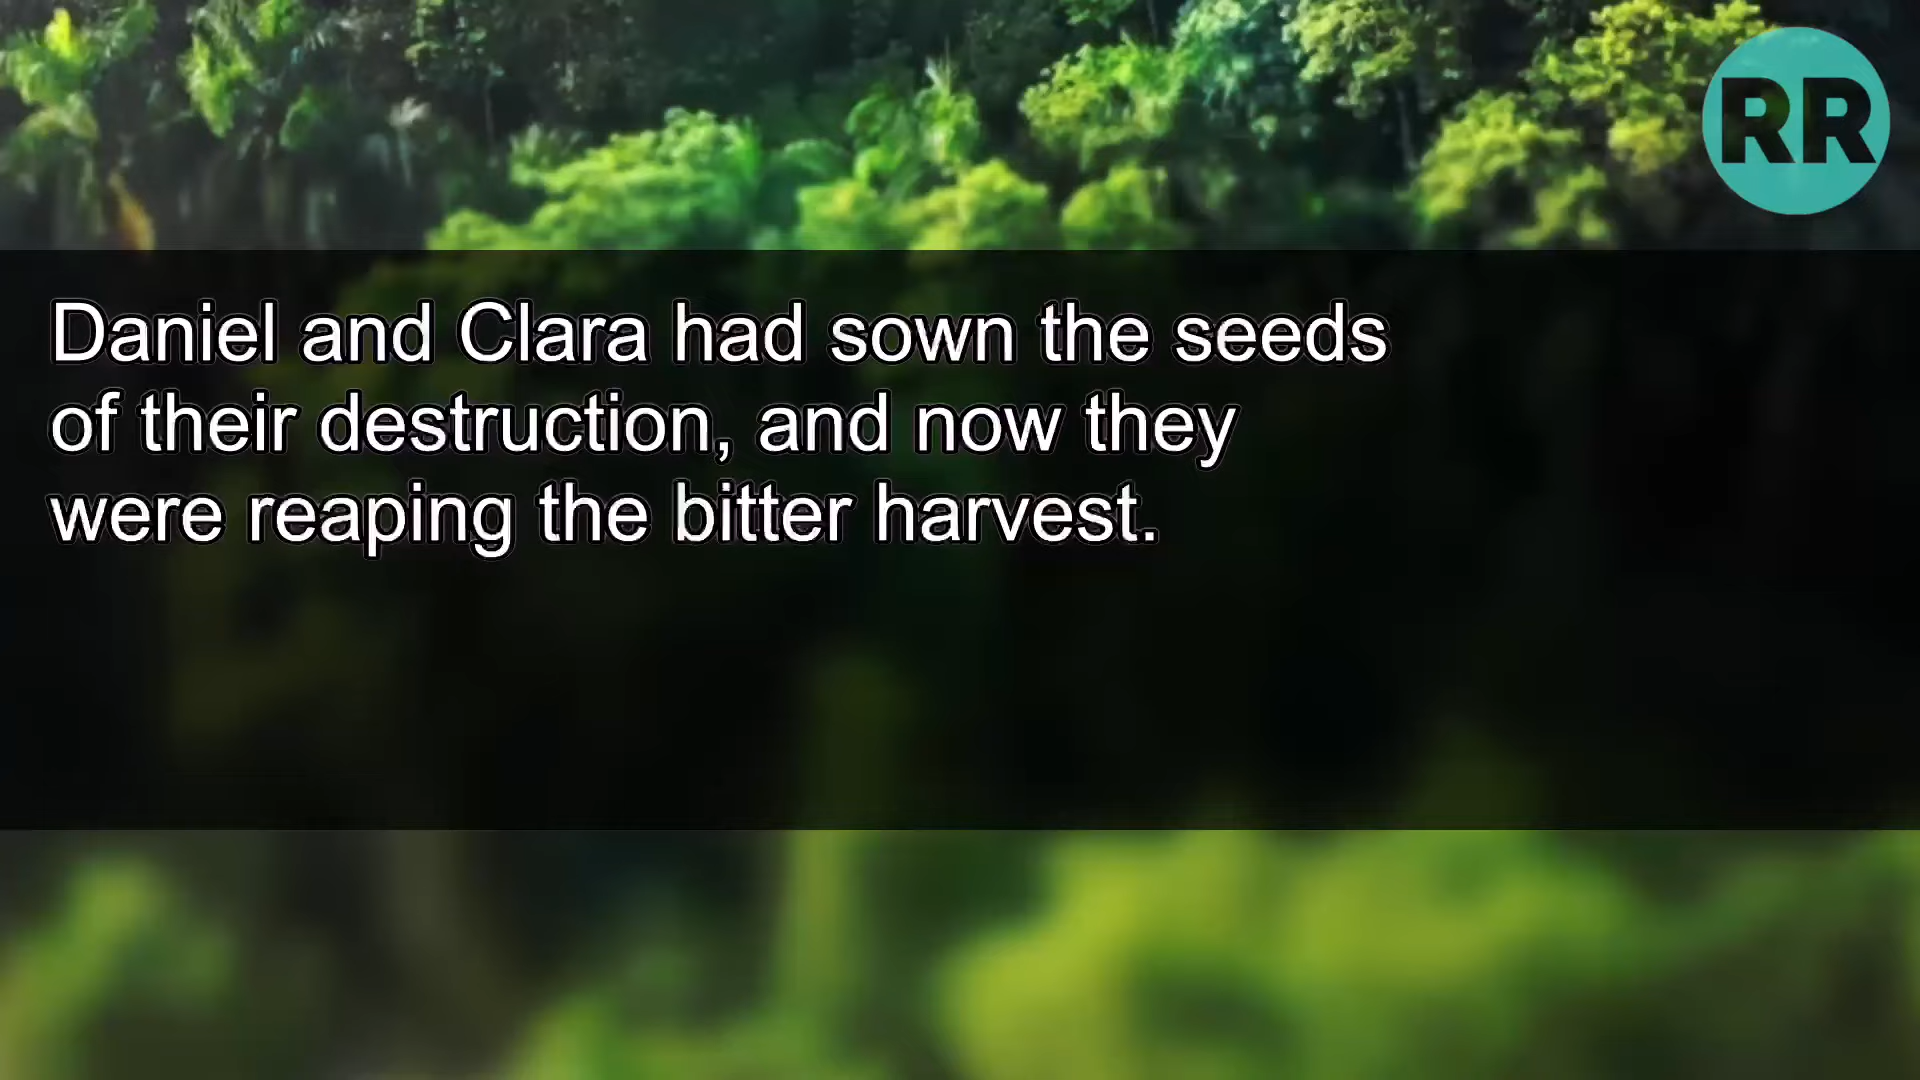 RR
Daniel and Clara had sown the seeds
of their destruction, and now they
were reaping the bitter harvest.